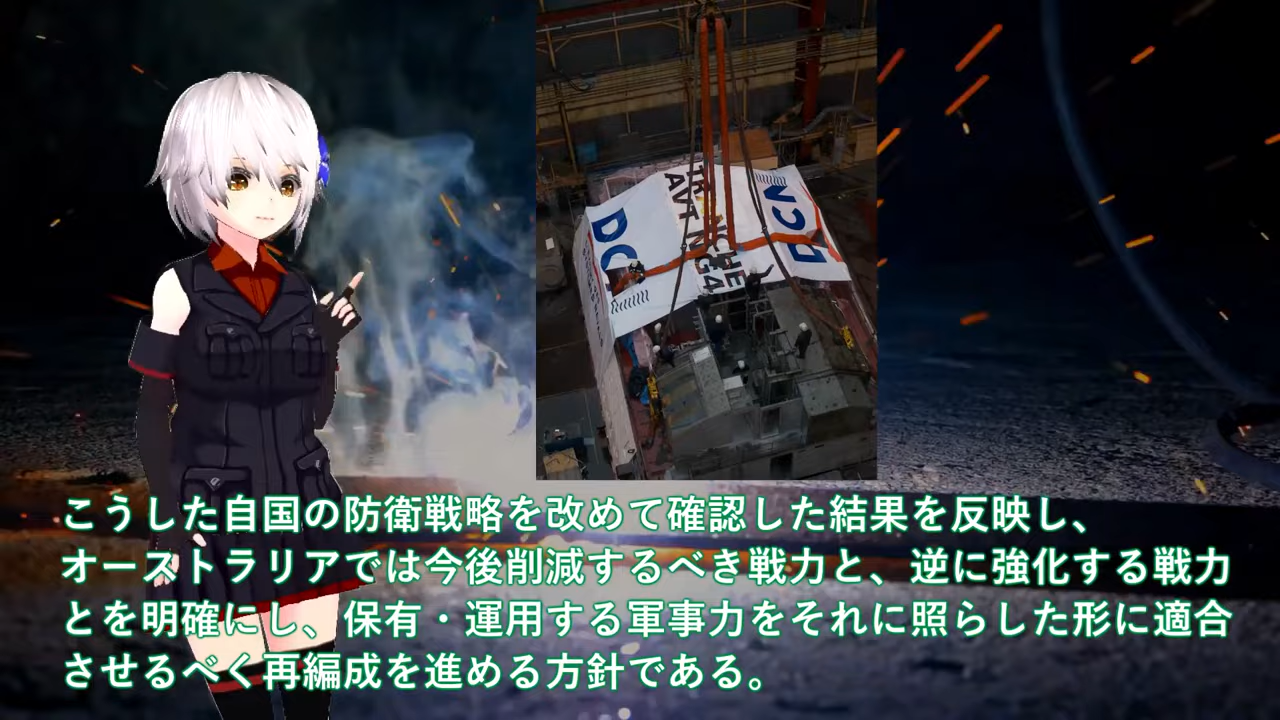 DCN
DC
こうした自国の防衛戦略を改めて確認した結果を反映し、
オーストラリアでは今後削減するべき戦力と、逆に強化する戦力
とを明確にし、保有・運用する軍事力をそれに照らした形に適合
させるべく再編成を進める方針である。